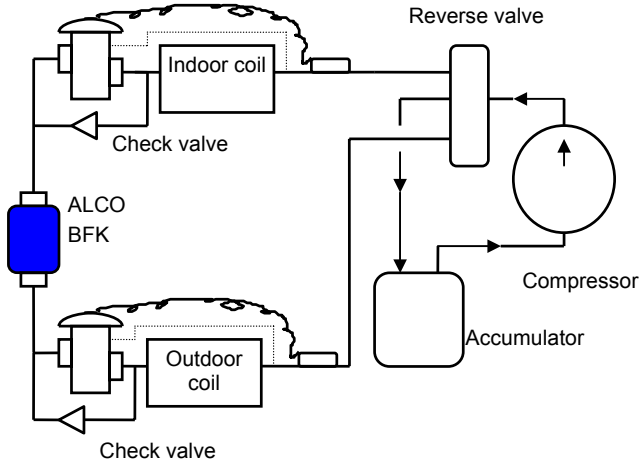 Reverse valve
Indoor coil
Check valve
ALCO
BFK
Compressor
Accumulator
Outdoor
coil
Check valve